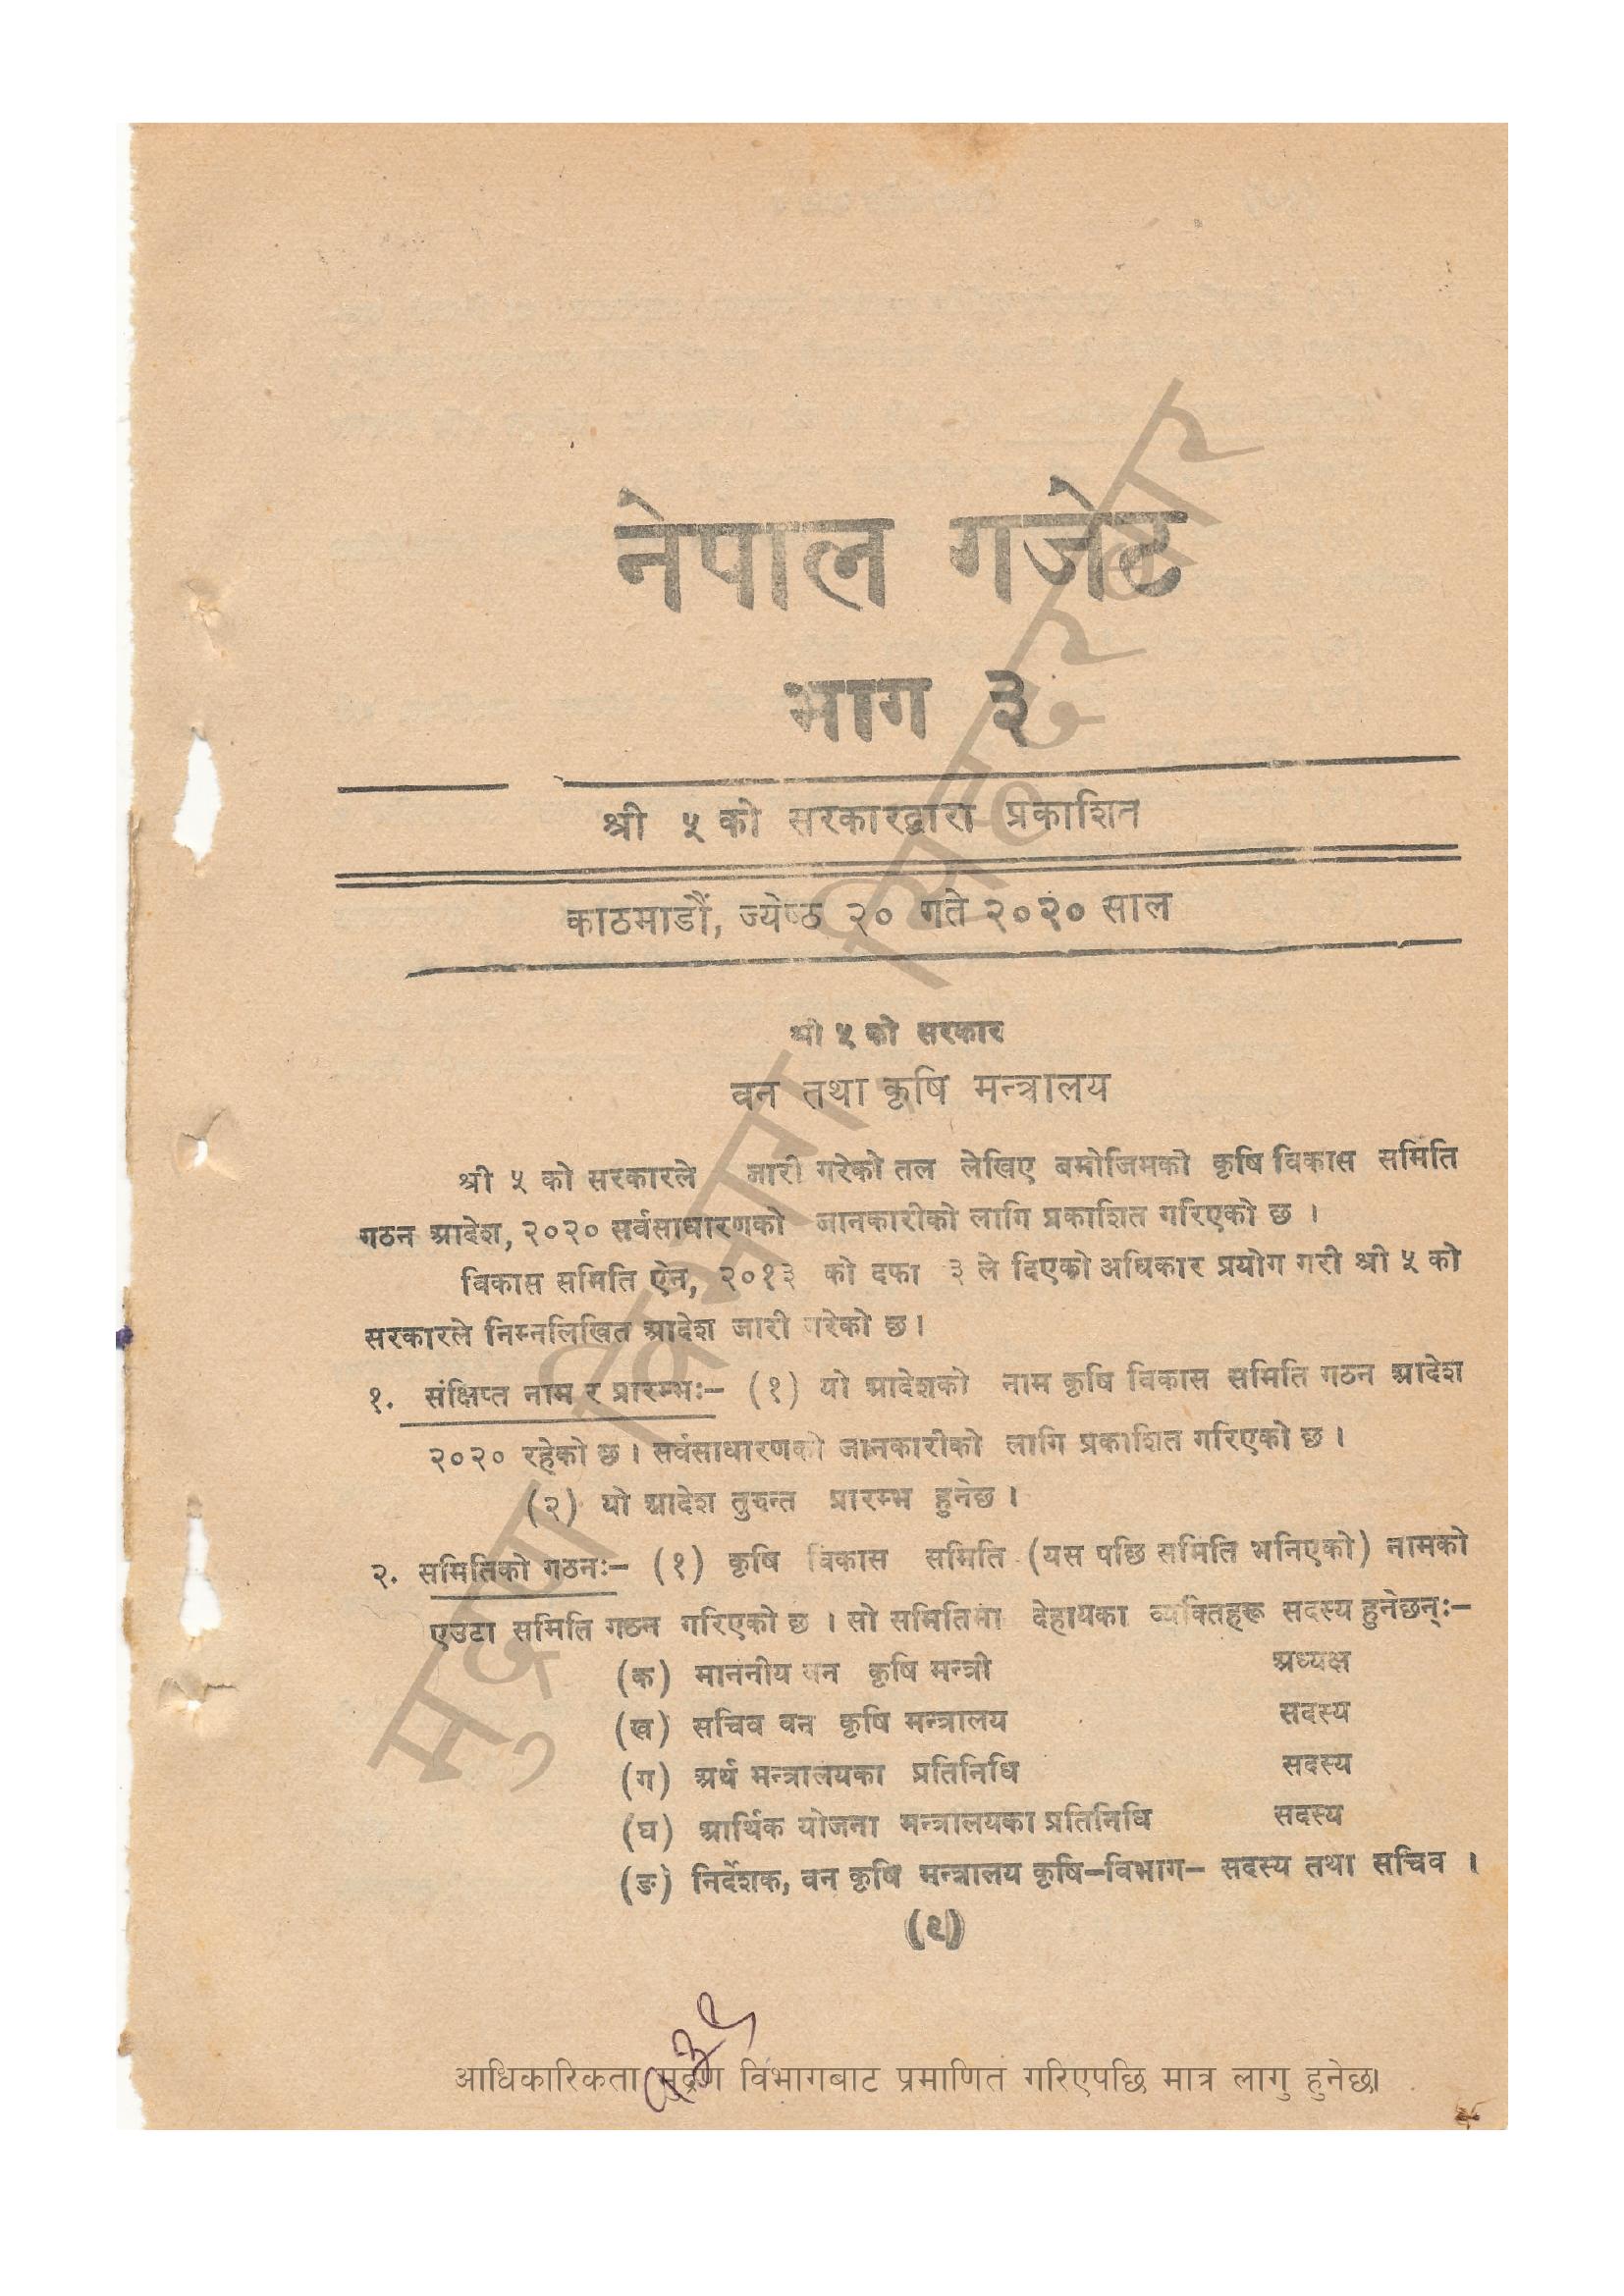 नेपाल गजेट
भाग ३
श्री ५ को सरकारद्वारा प्रकाशित
काठमाडौं, ज्येष्ठ २० गते २०२० साल
श्री ५ को सरकार
वन तथा कृषि मन्त्रालय
श्री ५ को सरकारले जारी गरेको तल लेखिए बमोजिमको कृषि विकास समिति
गठन आदेश, २०२० सर्वसाधारणको जानकारीको लागि प्रकाशित गरिएको छ ।
विकास समिति ऐन, २०१३ को दफा ३ ले दिएको अधिकार प्रयोग गरी श्री ५ को
सरकारले निम्नलिखित आदेश जारी गरेको छ।
१. संक्षिप्त नाम र प्रारम्भः– (१) यो आदेशको नाम कृषि विकास समिति गठन आदेश
२०२० रहेको छ । सर्वसाधारणको जानकारीको लागि प्रकाशित गरिएको छ ।
(२) यो आदेश तुरुन्त प्रारम्भ हुनेछ ।
२. समितिको गठनः– (१) कृषि विकास समिति (यस पछि समिति भनिएको) नामको
एउटा समिति गठन गरिएको छ । सो समितिमा देहायका व्यक्तिहरू सदस्य हुनेछन्ः–
(क) माननीय वन कृषि मन्त्री अध्यक्ष
(ख) सचिव वन कृषि मन्त्रालय सदस्य
(ग) अर्थ मन्त्रालयका प्रतिनिधि सदस्य
(घ) आर्थिक योजना मन्त्रालयका प्रतिनिधि सदस्य
(ङ) निर्देशक, वन कृषि मन्त्रालय कृषि–विभाग– सदस्य तथा सचिव ।
(१)
आधिकारिकता मुद्रण विभागबाट प्रमाणित गरिएपछि मात्र लागु हुनेछ।